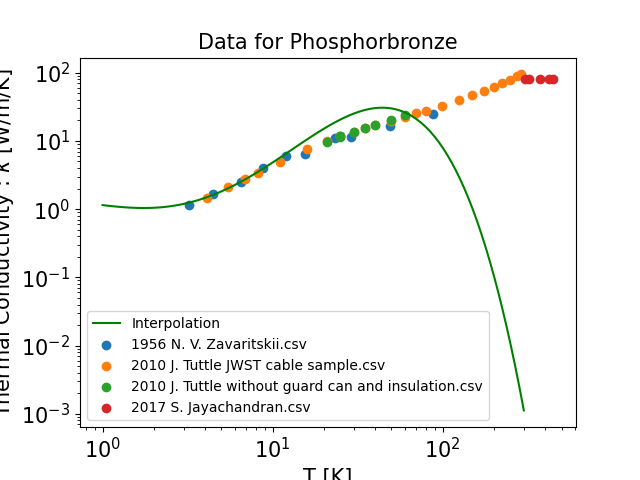 Data for Phosphorbronze
Thermal Conductivity : k [W/m/K]
10²
10¹
10⁰
10⁻¹
10⁻²
10⁻³
Interpolation
1956 N. V. Zavaritskii.csv
2010 J. Tuttle JWST cable sample.csv
2010 J. Tuttle without guard can and insulation.csv
2017 S. Jayachandran.csv
10⁰ 10¹ 10²
T [K]